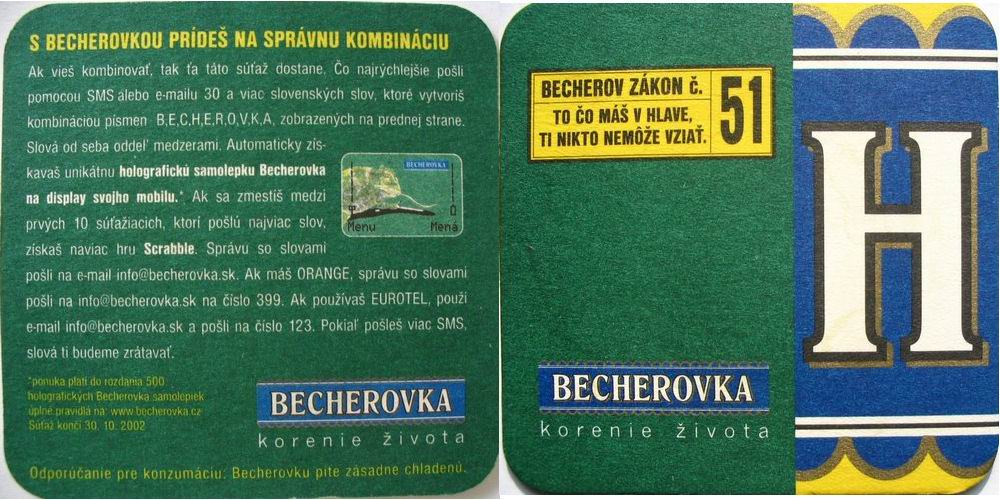 S BECHEROVKOU PRÍDEŠ NA SPRÁVNU KOMBINÁCIU
Ak vieš kombinovať, tak ťa táto súťaž dostane. Čo najrýchlejšie pošli
pomocou SMS alebo e-mailu 30 a viac slovenských slov, ktoré vytvoríš
kombináciou písmen B,E,C,H,E,R,O,V,K,A, zobrazených na prednej strane.
Slová od seba oddeľ medzerami. Automaticky zís-
kavaš unikátnu holografickú samolepku Becherovka
na display svojho mobilu.* Ak sa zmestíš medzi
prvých 10 súťažiacich, ktorí pošlú najviac slov,
získaš naviac hru Scrabble. Správu so slovami
pošli na e-mail info@becherovka.sk. Ak máš ORANGE, správu so slovami
pošli na info@becherovka.sk na číslo 399. Ak používaš EUROTEL, použi
e-mail info@becherovka.sk a pošli na číslo 123. Pokiaľ pošleš viac SMS,
slová ti budeme zrátavať.
BECHEROVKA
Menu Mená
*ponuka platí do rozdania 500
holografických Becherovka samolepiek
úplné pravidlá na: www.becherovka.cz
Súťaž končí 30. 10. 2002
BECHEROVKA
korenie života
Odporúčanie pre konzumáciu: Becherovku pite zásadne chladenú.
BECHEROV ZÁKON č. 51
TO ČO MÁŠ V HLAVE,
TI NIKTO NEMÔŽE VZIAŤ.
BECHEROVKA
korenie života
H